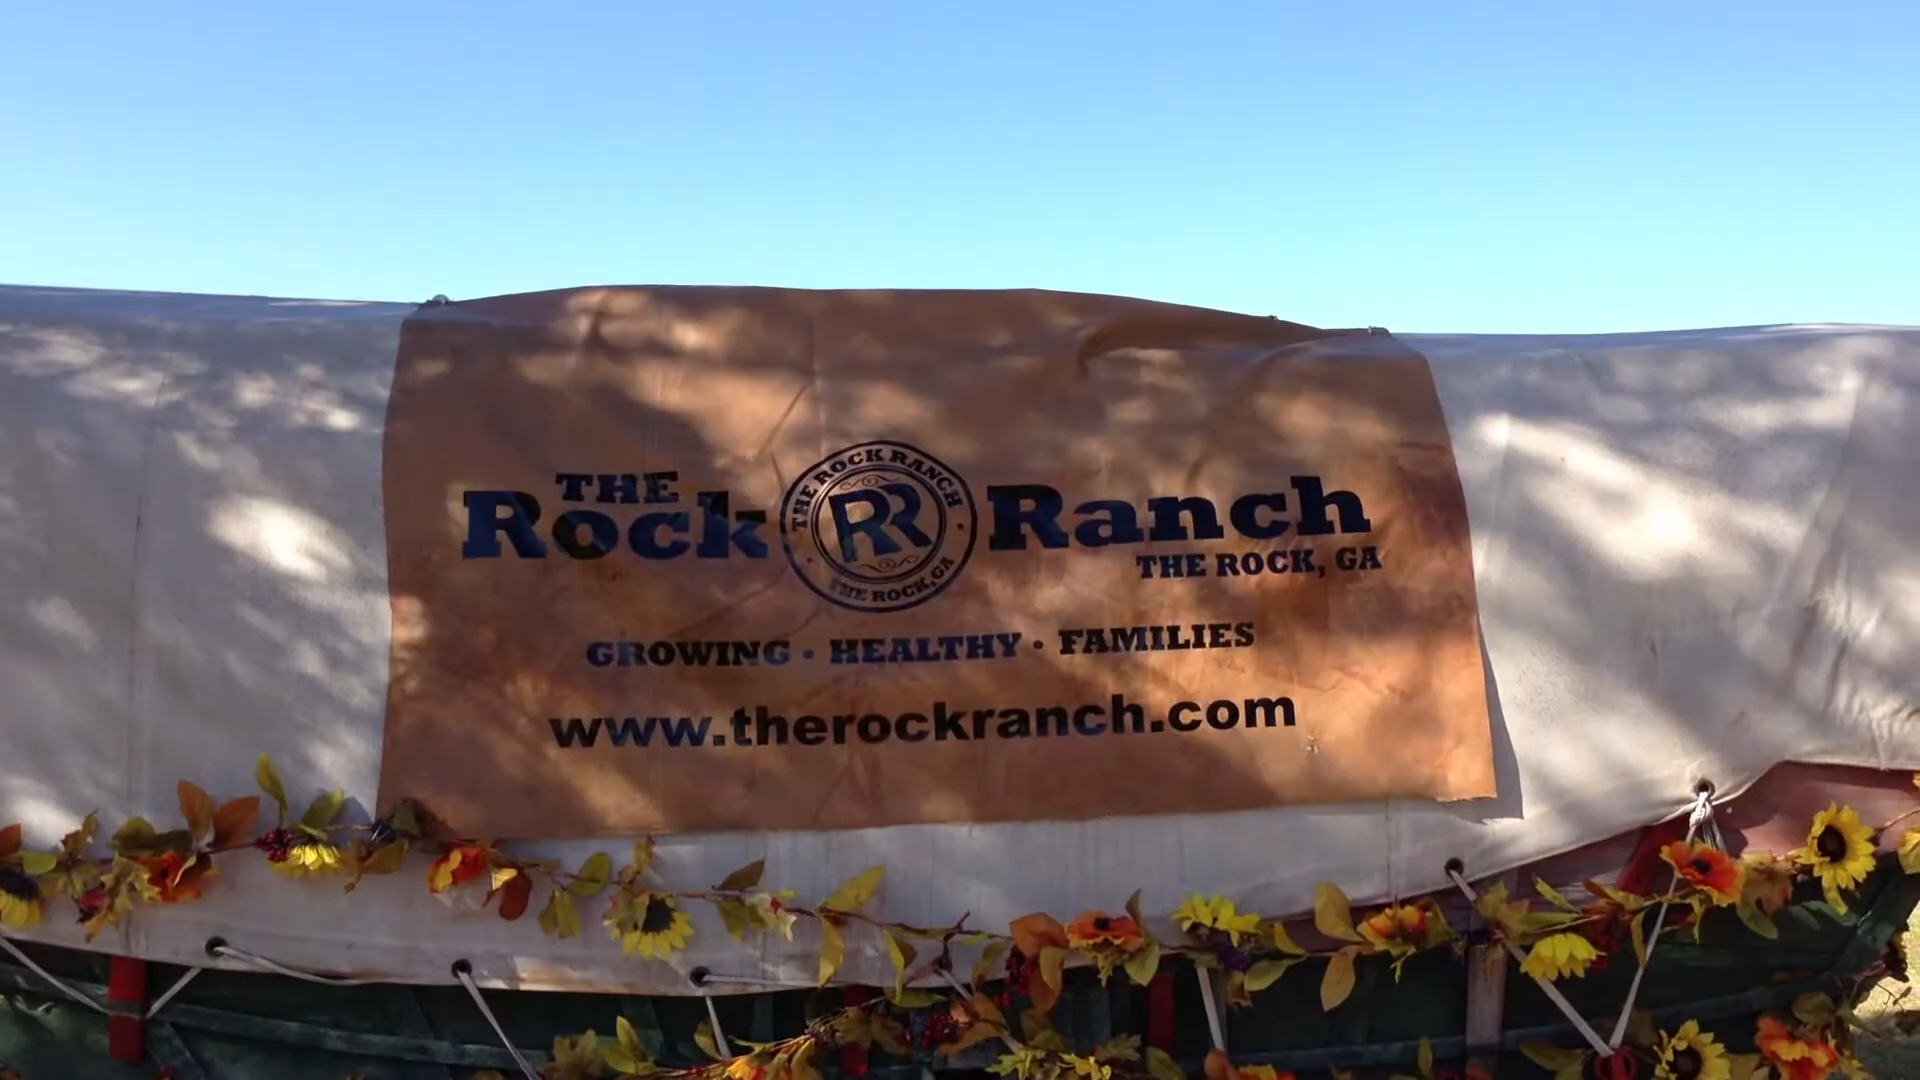 THE
Rock Ranch
THE ROCK RANCH
RR
THE ROCK, GA
THE ROCK, GA
GROWING · HEALTHY · FAMILIES
www.therockranch.com